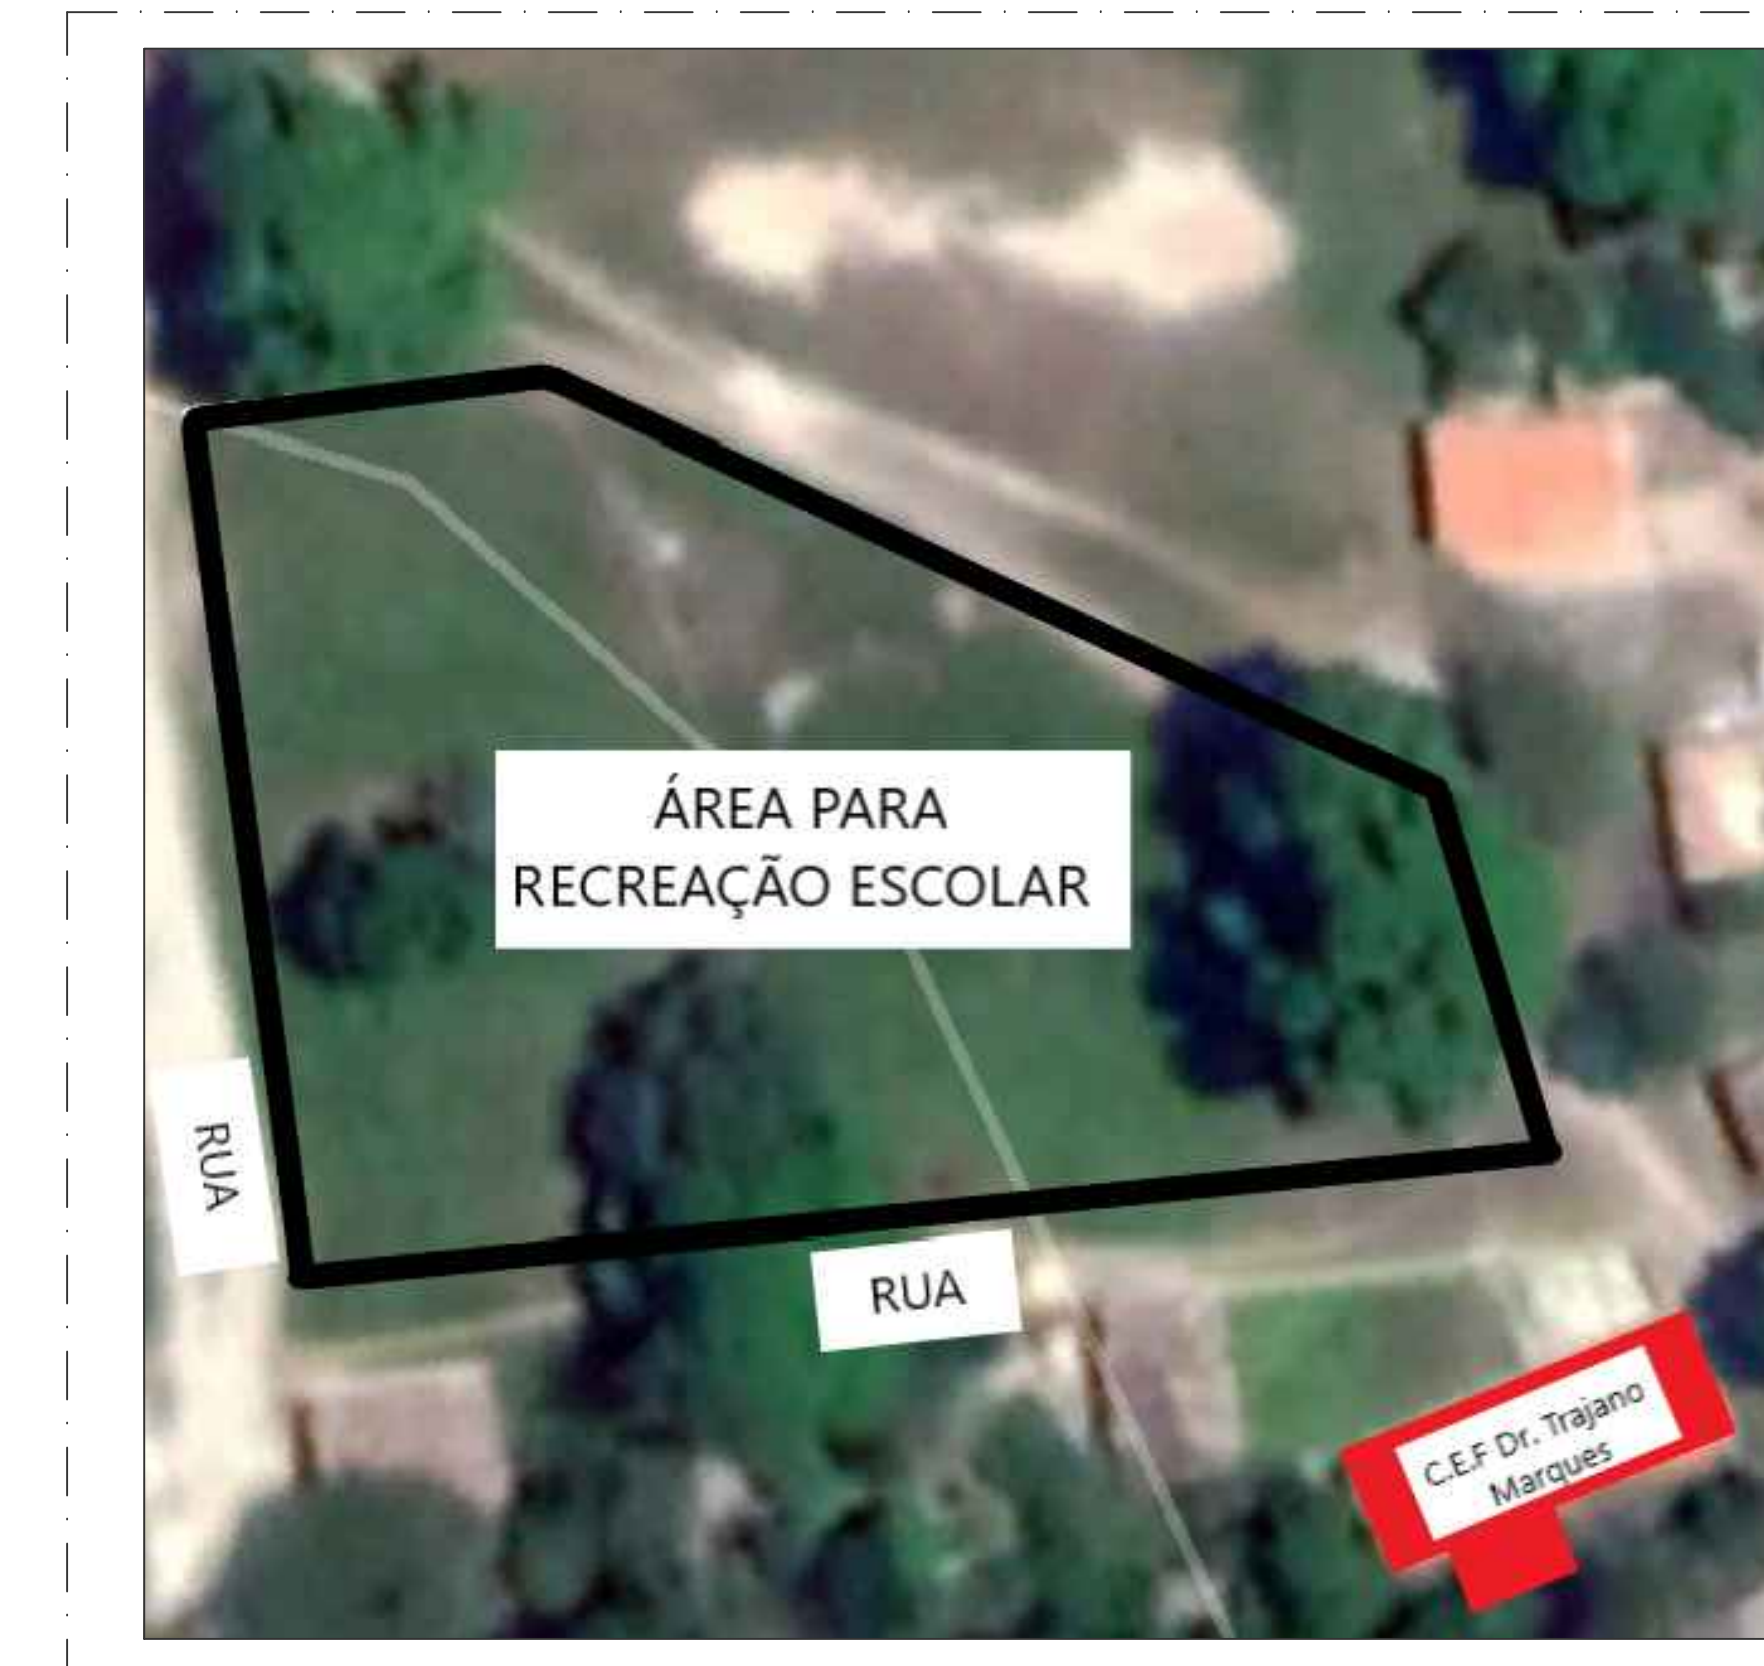 ÁREA PARA
RECREAÇÃO ESCOLAR
RUA
RUA
C.E.F Dr. Trajano
Marques